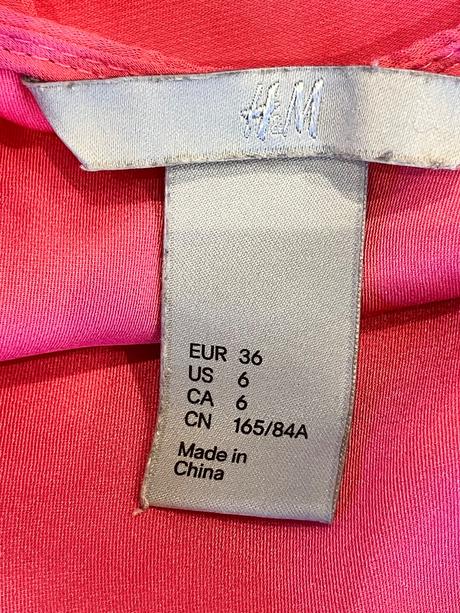 H&M
EUR 36
US 6
CA 6
CN 165/84A
Made in
China